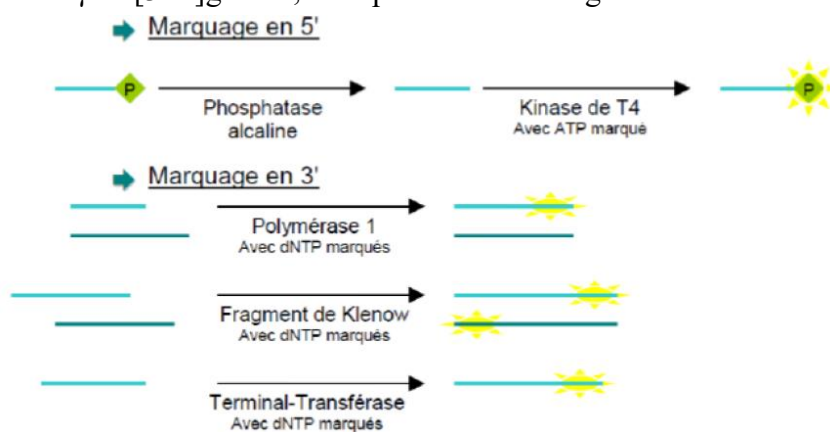 Marquage en 5'
P P
Phosphatase alcaline
Kinase de T4
Avec ATP marqué
Marquage en 3'
Polymérase 1
Avec dNTP marqués
Fragment de Klenow
Avec dNTP marqués
Terminal-Transférase
Avec dNTP marqués